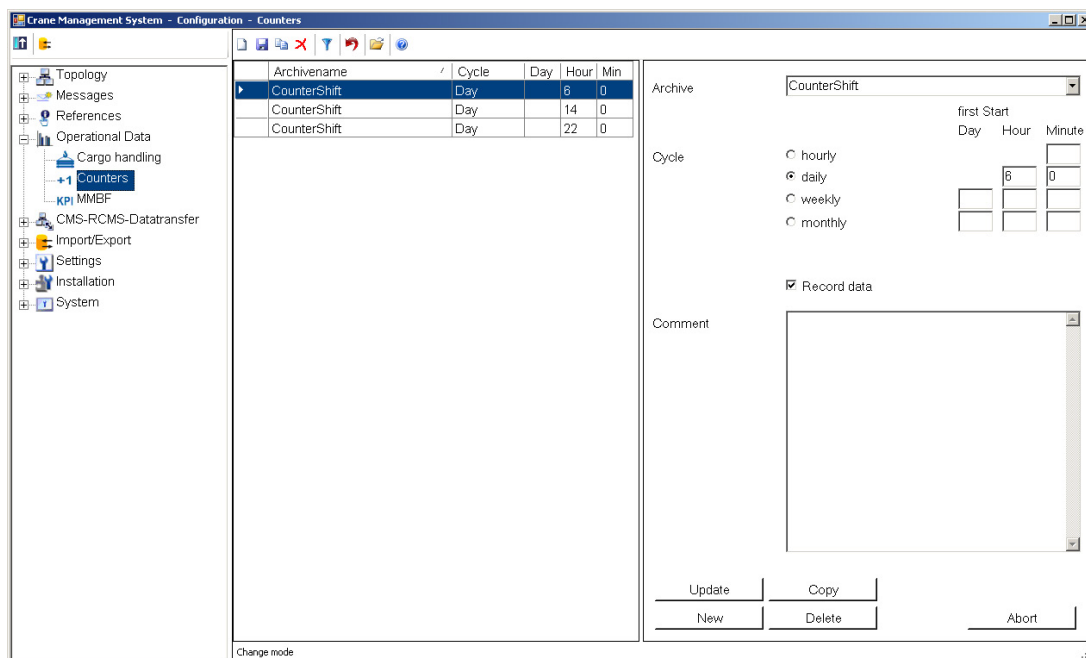 Crane Management System - Configuration - Counters
Topology
Messages
References
Operational Data
Cargo handling
+1 Counters
KPI MMBF
CMS-RCMS-Datatransfer
Import/Export
Settings
Installation
System
Archivename / Cycle Day Hour Min
CounterShift Day 6 0
CounterShift Day 14 0
CounterShift Day 22 0
Archive CounterShift
first Start
Day Hour Minute
Cycle hourly
daily 6 0
weekly
monthly
Record data
Comment
Update Copy
New Delete Abort
Change mode